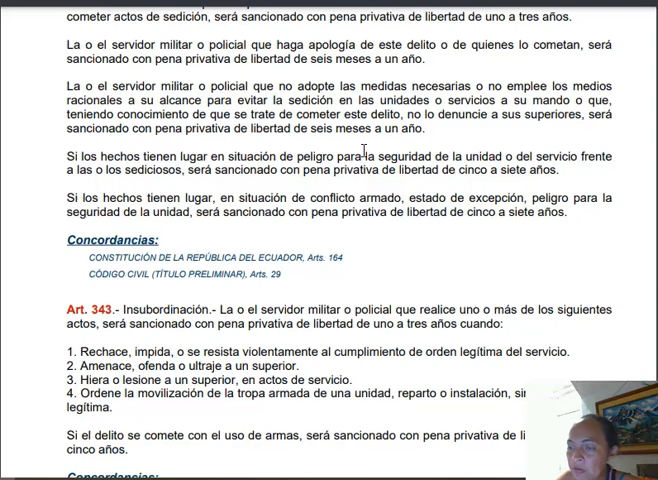 cometer actos de sedición, será sancionado con pena privativa de libertad de uno a tres años.
La o el servidor militar o policial que haga apología de este delito o de quienes lo cometan, será
sancionado con pena privativa de libertad de seis meses a un año.
La o el servidor militar o policial que no adopte las medidas necesarias o no emplee los medios
racionales a su alcance para evitar la sedición en las unidades o servicios a su mando o que,
teniendo conocimiento de que se trate de cometer este delito, no lo denuncie a sus superiores, será
sancionado con pena privativa de libertad de seis meses a un año.
Si los hechos tienen lugar en situación de peligro para la seguridad de la unidad o del servicio frente
a las o los sediciosos, será sancionado con pena privativa de libertad de cinco a siete años.
Si los hechos tienen lugar, en situación de conflicto armado, estado de excepción, peligro para la
seguridad de la unidad, será sancionado con pena privativa de libertad de cinco a siete años.
Concordancias:
CONSTITUCIÓN DE LA REPÚBLICA DEL ECUADOR, Arts. 164
CÓDIGO CIVIL (TÍTULO PRELIMINAR), Arts. 29
Art. 343.- Insubordinación.- La o el servidor militar o policial que realice uno o más de los siguientes
actos, será sancionado con pena privativa de libertad de uno a tres años cuando:
1. Rechace, impida, o se resista violentamente al cumplimiento de orden legítima del servicio.
2. Amenace, ofenda o ultraje a un superior.
3. Hiera o lesione a un superior, en actos de servicio.
4. Ordene la movilización de la tropa armada de una unidad, reparto o instalación,
legítima.
Si el delito se comete con el uso de armas, será sancionado con pena privativa de
cinco años.
Concordancias: